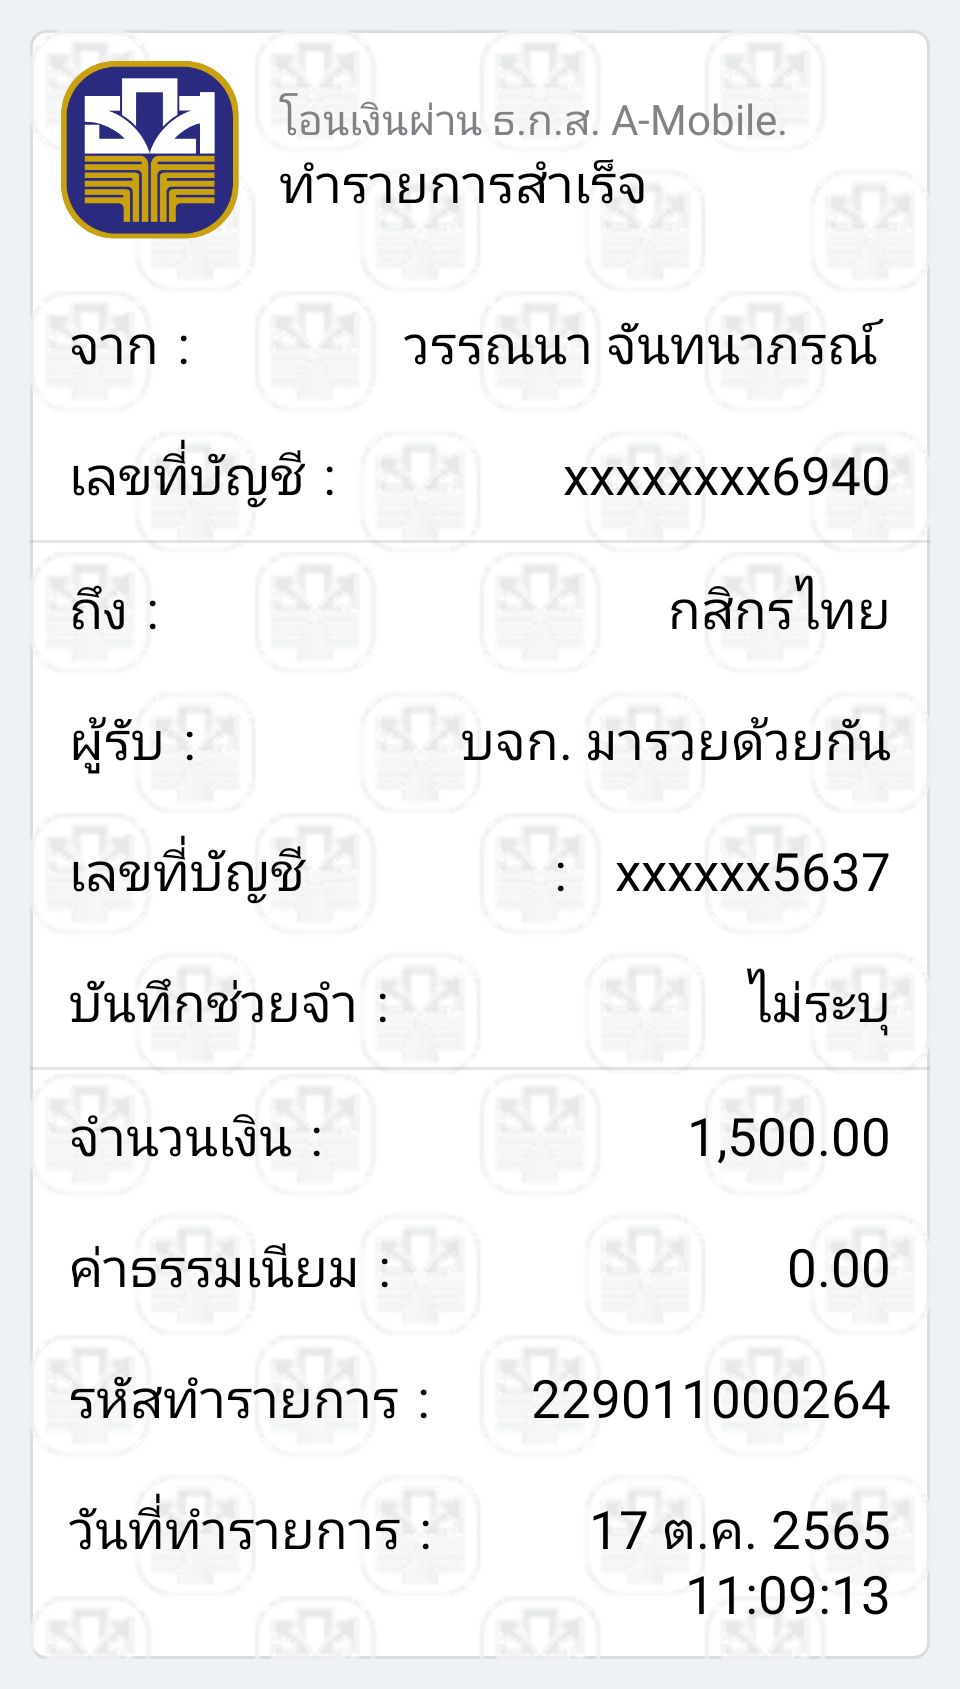 โอนเงินผ่าน ธ.ก.ส. A-Mobile.
ทำรายการสำเร็จ
จาก : วรรณนา จันทนาภรณ์
เลขที่บัญชี : xxxxxxxx6940
ถึง : กสิกรไทย
ผู้รับ : บจก. มารวยด้วยกัน
เลขที่บัญชี : xxxxxx5637
บันทึกช่วยจำ : ไม่ระบุ
จำนวนเงิน : 1,500.00
ค่าธรรมเนียม : 0.00
รหัสทำรายการ : 229011000264
วันที่ทำรายการ : 17 ต.ค. 2565
11:09:13